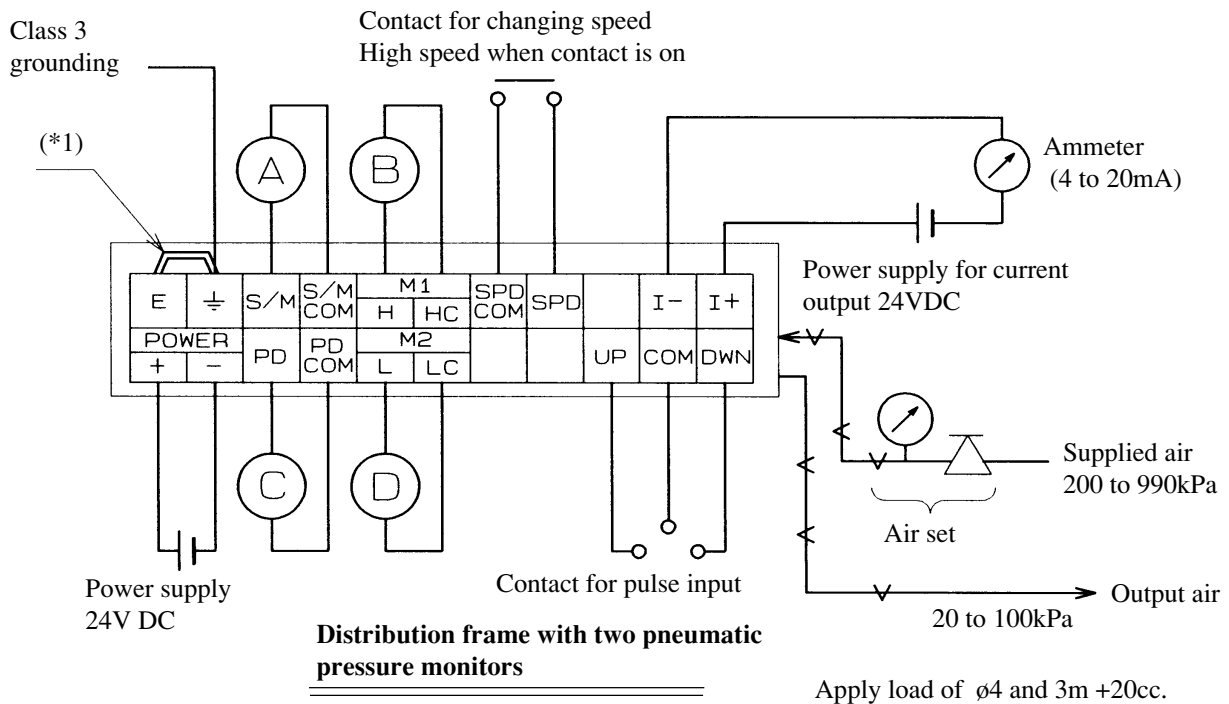 Class 3
grounding
Contact for changing speed
High speed when contact is on
(*1)
A
B
Ammeter
(4 to 20mA)
Power supply for current
output 24VDC
E
⏚
S/M
S/M
COM
M1
H
HC
SPD
COM
SPD
I-
I+
POWER
+
-
PD
PD
COM
M2
L
LC
UP
COM
DWN
C
D
Supplied air
200 to 990kPa
Air set
Power supply
24V DC
Contact for pulse input
Output air
20 to 100kPa
Distribution frame with two pneumatic
pressure monitors
Apply load of ø4 and 3m +20cc.